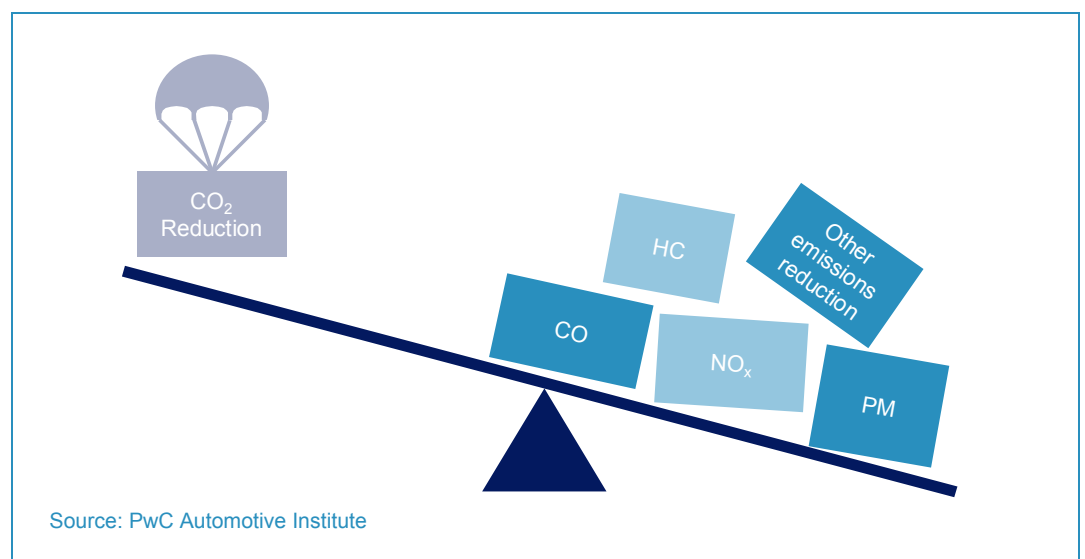 CO₂
Reduction
HC
Other
emissions
reduction
CO
NOₓ
PM
Source: PwC Automotive Institute